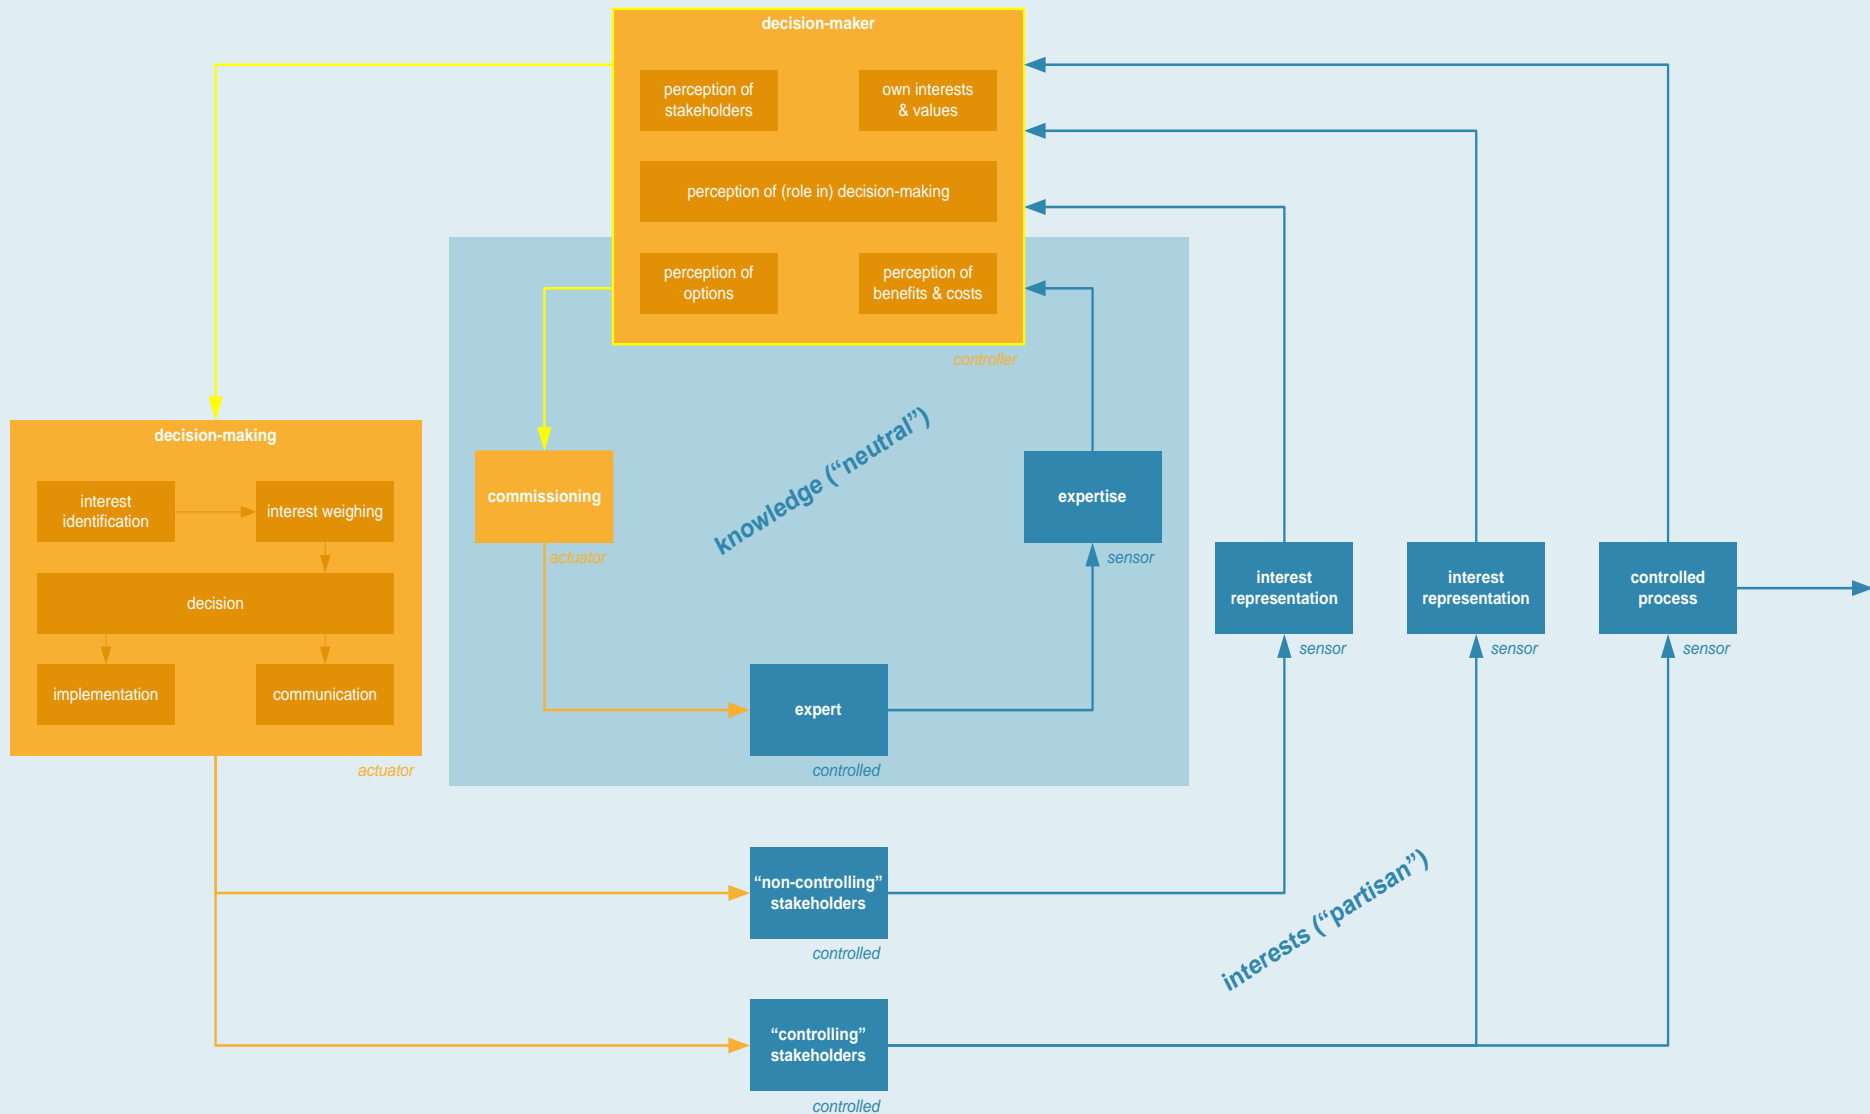 decision-maker
perception of
stakeholders
own interests
& values
perception of (role in) decision-making
perception of
options
perception of
benefits & costs
controller
decision-making
interest
identification
interest weighing
decision
implementation
communication
actuator
commissioning
actuator
knowledge (“neutral”)
expertise
sensor
expert
controlled
interest
representation
sensor
interest
representation
sensor
controlled
process
sensor
“non-controlling”
stakeholders
controlled
interests (“partisan”)
“controlling”
stakeholders
controlled